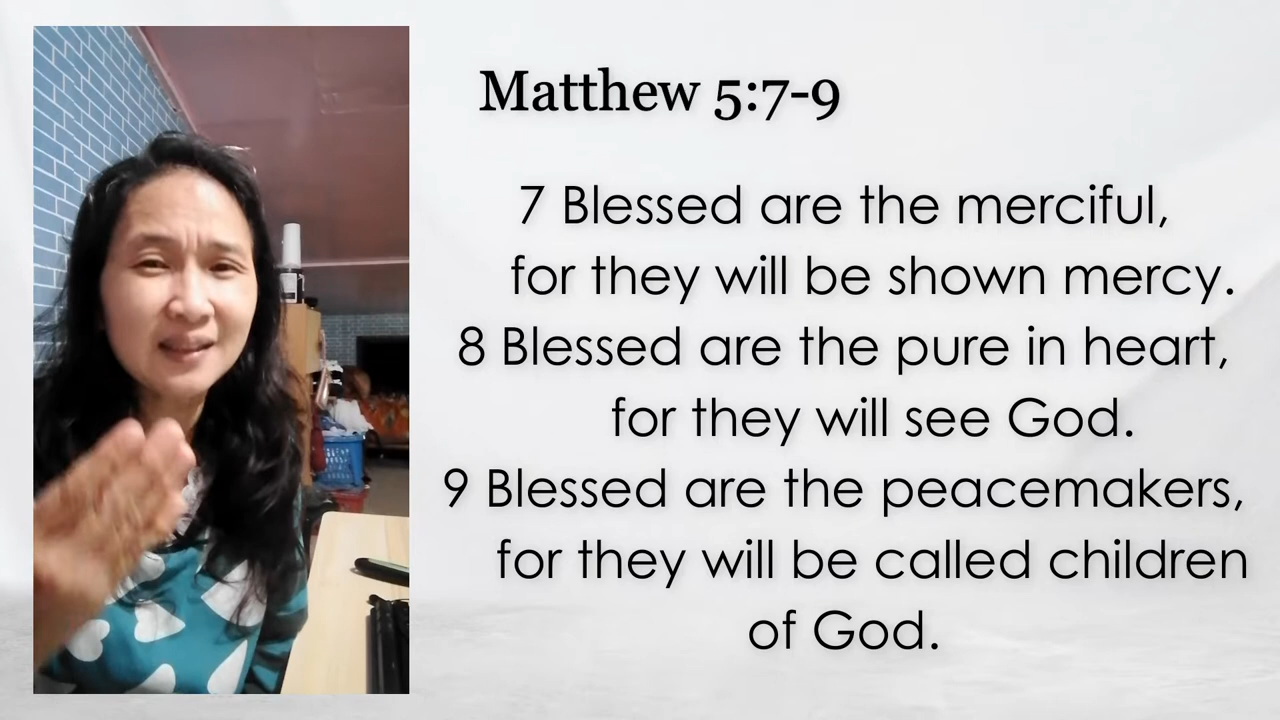 Matthew 5:7-9
7 Blessed are the merciful,
for they will be shown mercy.
8 Blessed are the pure in heart,
for they will see God.
9 Blessed are the peacemakers,
for they will be called children
of God.